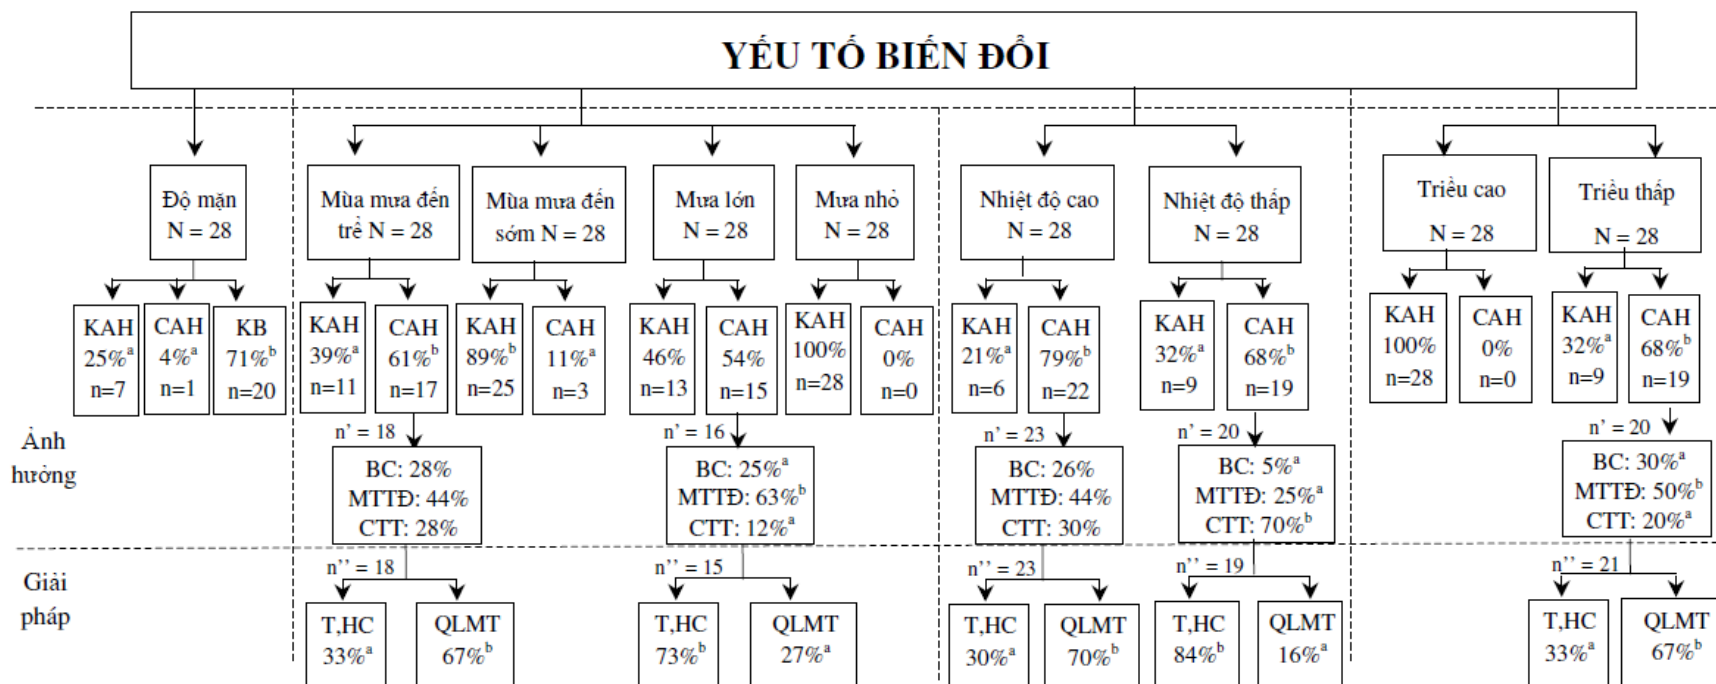 YẾU TỐ BIẾN ĐỔI
Độ mặn
N = 28
Mùa mưa đến
trể N = 28
Mùa mưa đến
sớm N = 28
Mưa lớn
N = 28
Mưa nhỏ
N = 28
Nhiệt độ cao
N = 28
Nhiệt độ thấp
N = 28
Triều cao
N = 28
Triều thấp
N = 28
KAH
25%ᵃ
n=7
CAH
4%ᵃ
n=1
KB
71%ᵇ
n=20
KAH
39%ᵃ
n=11
CAH
61%ᵇ
n=17
KAH
89%ᵇ
n=25
CAH
11%ᵃ
n=3
KAH
46%
n=13
CAH
54%
n=15
KAH
100%
n=28
CAH
0%
n=0
KAH
21%ᵃ
n=6
CAH
79%ᵇ
n=22
KAH
32%ᵃ
n=9
CAH
68%ᵇ
n=19
KAH
100%
n=28
CAH
0%
n=0
KAH
32%ᵃ
n=9
CAH
68%ᵇ
n=19
Ảnh
hưởng
n' = 18
BC: 28%
MTTĐ: 44%
CTT: 28%
n' = 16
BC: 25%ᵃ
MTTĐ: 63%ᵇ
CTT: 12%ᵃ
n' = 23
BC: 26%
MTTĐ: 44%
CTT: 30%
n' = 20
BC: 5%ᵃ
MTTĐ: 25%ᵃ
CTT: 70%ᵇ
n' = 20
BC: 30%ᵃ
MTTĐ: 50%ᵇ
CTT: 20%ᵃ
Giải
pháp
n'' = 18
T,HC
33%ᵃ
QLMT
67%ᵇ
n'' = 15
T,HC
73%ᵇ
QLMT
27%ᵃ
n'' = 23
T,HC
30%ᵃ
QLMT
70%ᵇ
n'' = 19
T,HC
84%ᵇ
QLMT
16%ᵃ
n'' = 21
T,HC
33%ᵃ
QLMT
67%ᵇ